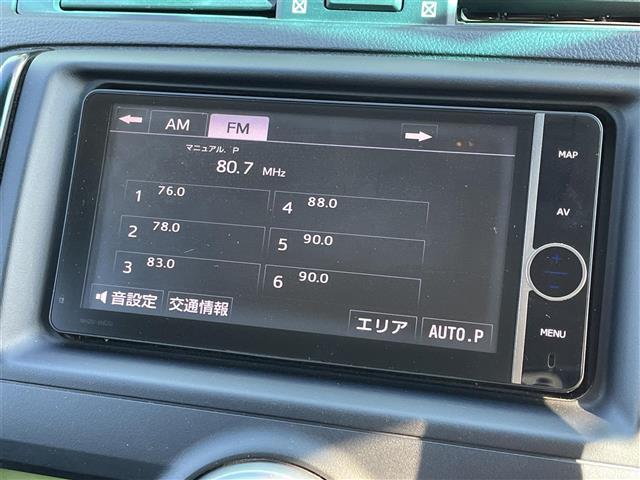 AM FM
マニュアル.P
80.7 MHz
1 76.0
2 78.0
3 83.0
4 88.0
5 90.0
6 90.0
音設定
交通情報
エリア
AUTO.P
MAP
AV
MENU